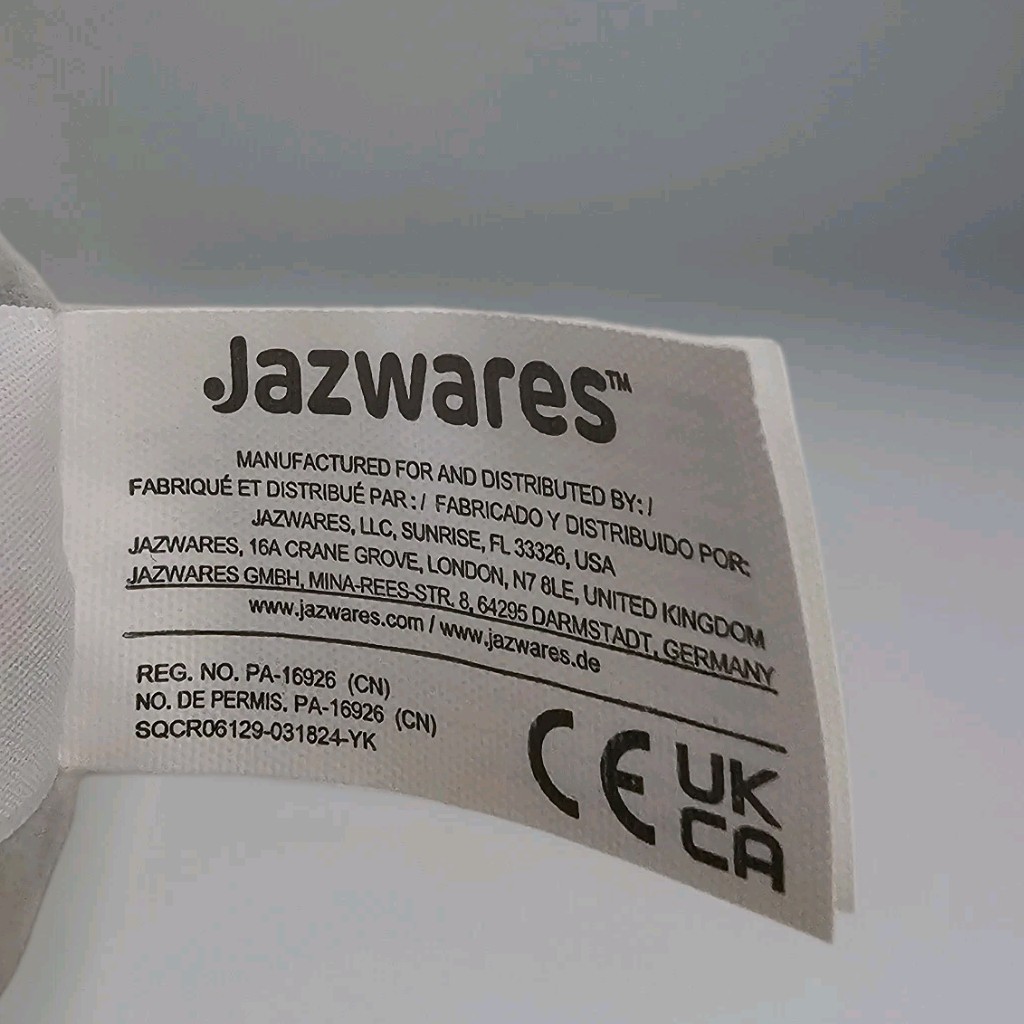 Jazwares™
MANUFACTURED FOR AND DISTRIBUTED BY: /
FABRIQUÉ ET DISTRIBUÉ PAR : / FABRICADO Y DISTRIBUIDO POR:
JAZWARES, LLC, SUNRISE, FL 33326, USA
JAZWARES, 16A CRANE GROVE, LONDON, N7 8LE, UNITED KINGDOM
JAZWARES GMBH, MINA-REES-STR. 8, 64295 DARMSTADT, GERMANY
www.jazwares.com / www.jazwares.de
REG. NO. PA-16926 (CN)
NO. DE PERMIS. PA-16926 (CN)
SQCR06129-031824-YK
CE
UK
CA